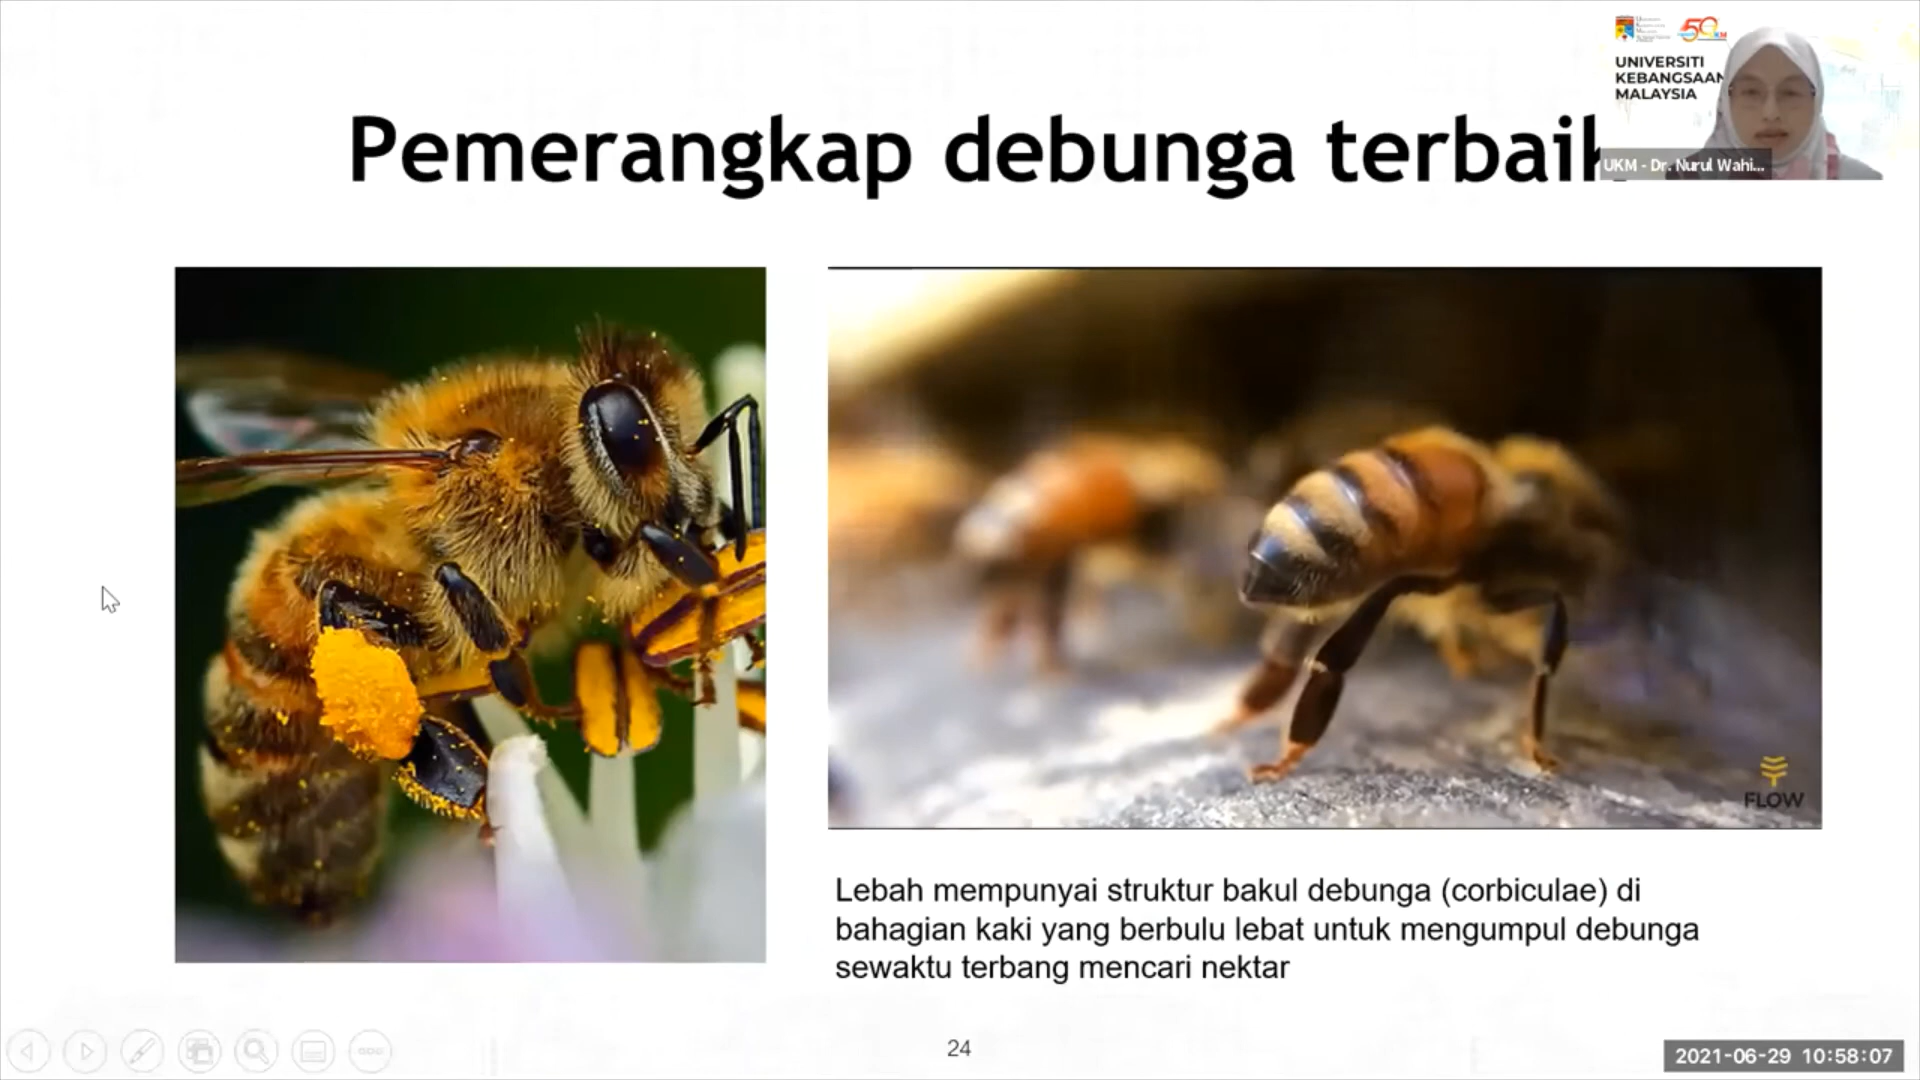 50
UNIVERSITI
KEBANGSAAN
MALAYSIA
Pemerangkap debunga terbaik
UKM - Dr. Nurul Wahi...
FLOW
Lebah mempunyai struktur bakul debunga (corbiculae) di
bahagian kaki yang berbulu lebat untuk mengumpul debunga
sewaktu terbang mencari nektar
24
2021-06-29 10:58:07